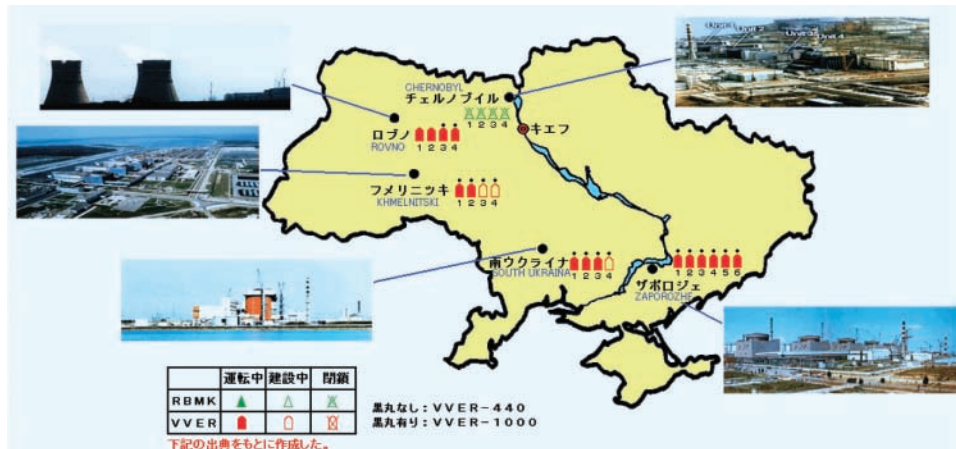 Unit 2
Unit 4
CHERNOBYL
チェルノブイル
1 2 3 4
キエフ
ロブノ
ROVNO
1 2 3 4
フメリニツキ
KHMELNITSKI
1 2 3 4
南ウクライナ
SOUTH UKRAINA
1 2 3 4
1 2 3 4 5 6
ザポロジェ
ZAPOROZHE
運転中 建設中 閉鎖
RBMK
VVER
黒丸なし:VVER-440
黒丸有り:VVER-1000
下記の出典をもとに作成した。